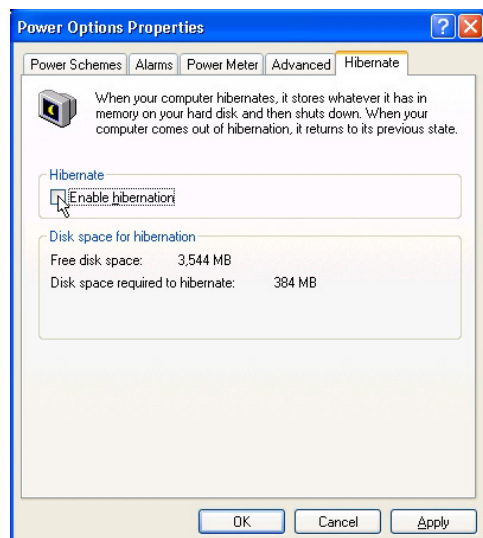 Power Options Properties
Power Schemes Alarms Power Meter Advanced Hibernate
When your computer hibernates, it stores whatever it has in
memory on your hard disk and then shuts down. When your
computer comes out of hibernation, it returns to its previous state.
Hibernate
Enable hibernation
Disk space for hibernation
Free disk space: 3,544 MB
Disk space required to hibernate: 384 MB
OK Cancel Apply